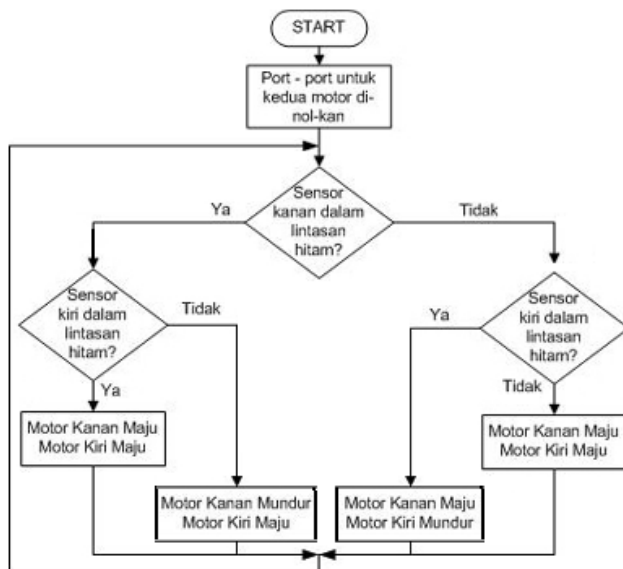 START
Port - port untuk
kedua motor di-
nol-kan
Sensor
kanan dalam
lintasan
hitam?
Ya
Tidak
Sensor
kiri dalam
lintasan
hitam?
Tidak
Ya
Sensor
kiri dalam
lintasan
hitam?
Ya
Tidak
Motor Kanan Maju
Motor Kiri Maju
Motor Kanan Maju
Motor Kiri Maju
Motor Kanan Mundur
Motor Kiri Maju
Motor Kanan Maju
Motor Kiri Mundur